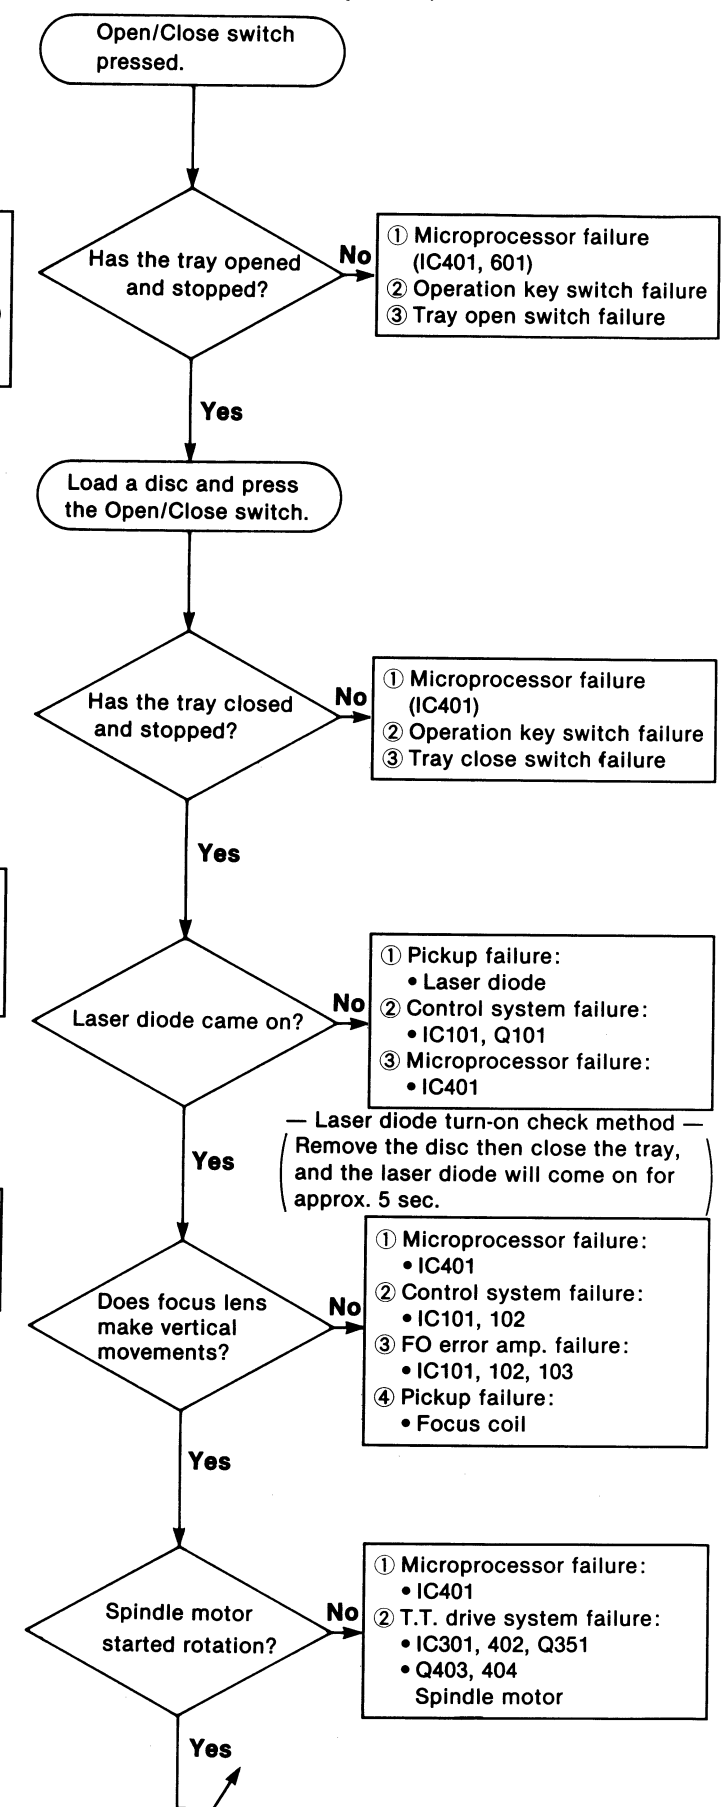 Open/Close switch
pressed.
Has the tray opened
and stopped?
No
① Microprocessor failure
(IC401, 601)
② Operation key switch failure
③ Tray open switch failure
Yes
Load a disc and press
the Open/Close switch.
Has the tray closed
and stopped?
No
① Microprocessor failure
(IC401)
② Operation key switch failure
③ Tray close switch failure
Yes
Laser diode came on?
No
① Pickup failure:
• Laser diode
② Control system failure:
• IC101, Q101
③ Microprocessor failure:
• IC401
— Laser diode turn-on check method —
(Remove the disc then close the tray,
and the laser diode will come on for
approx. 5 sec.)
Yes
Does focus lens
make vertical
movements?
No
① Microprocessor failure:
• IC401
② Control system failure:
• IC101, 102
③ FO error amp. failure:
• IC101, 102, 103
④ Pickup failure:
• Focus coil
Yes
Spindle motor
started rotation?
No
① Microprocessor failure:
• IC401
② T.T. drive system failure:
• IC301, 402, Q351
• Q403, 404
Spindle motor
Yes